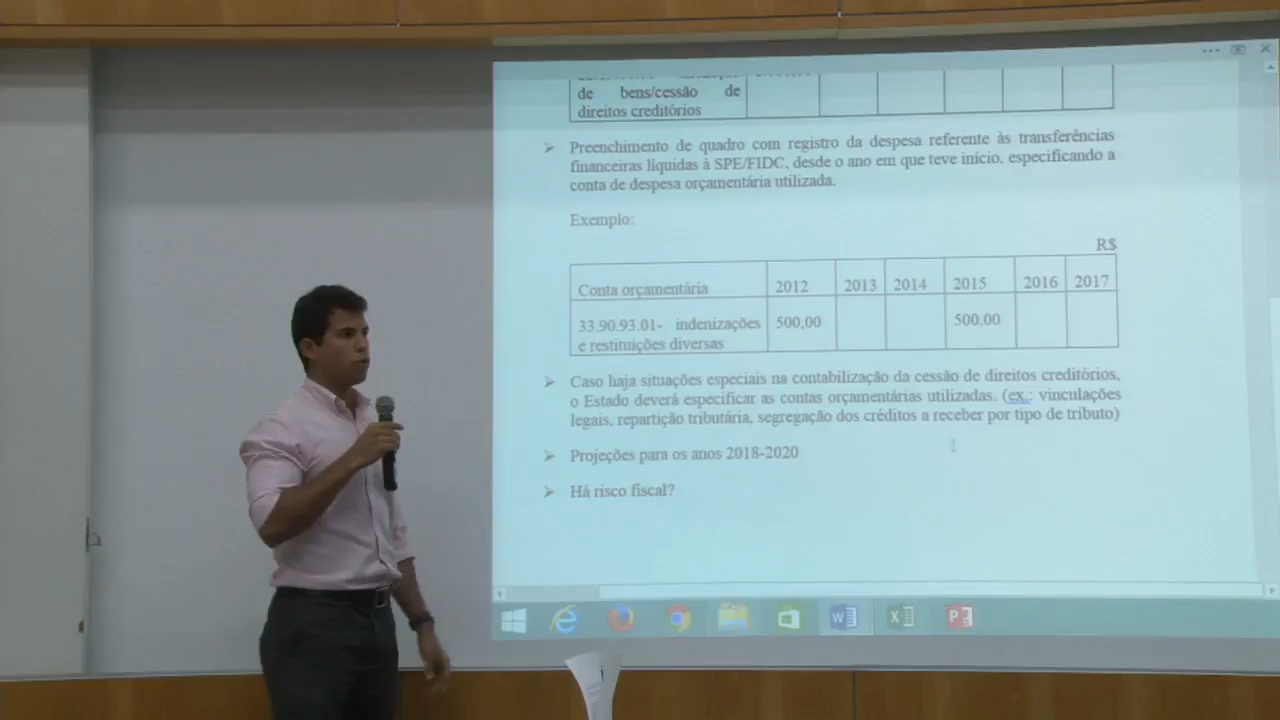 de bens/cessão de
direitos creditórios
➢ Preenchimento de quadro com registro da despesa referente às transferências
financeiras líquidas à SPE/FIDC, desde o ano em que teve início, especificando a
conta de despesa orçamentária utilizada.
Exemplo:
R$
Conta orçamentária 2012 2013 2014 2015 2016 2017
33.90.93.01- indenizações 500,00 500,00
e restituições diversas
➢ Caso haja situações especiais na contabilização da cessão de direitos creditórios,
o Estado deverá especificar as contas orçamentárias utilizadas. (ex.: vinculações
legais, repartição tributária, segregação dos créditos a receber por tipo de tributo)
➢ Projeções para os anos 2018-2020
➢ Há risco fiscal?